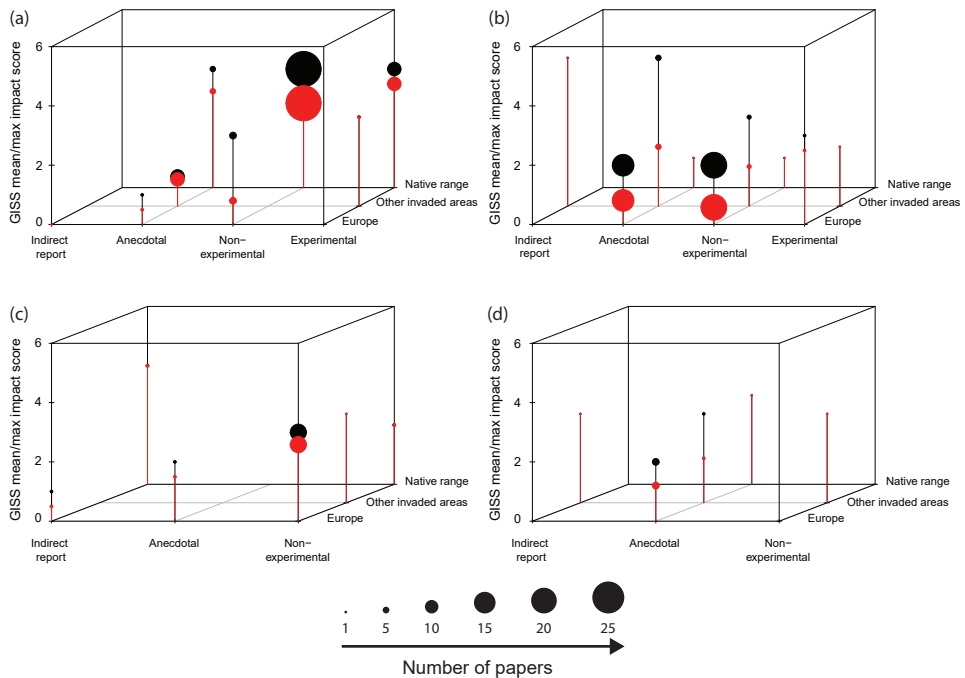 (a)
GISS mean/max impact score
6
4
2
0
Indirect
report
Anecdotal
Non−
experimental
Experimental
Native range
Other invaded areas
Europe
(b)
GISS mean/max impact score
6
4
2
0
Indirect
report
Anecdotal
Non−
experimental
Experimental
Native range
Other invaded areas
Europe
(c)
GISS mean/max impact score
6
4
2
0
Indirect
report
Anecdotal
Non−
experimental
Native range
Other invaded areas
Europe
(d)
GISS mean/max impact score
6
4
2
0
Indirect
report
Anecdotal
Non−
experimental
Native range
Other invaded areas
Europe
1 5 10 15 20 25
Number of papers